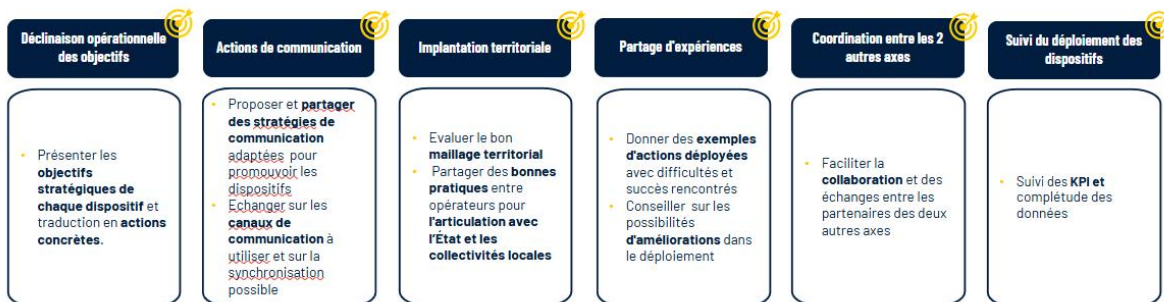 Déclinaison opérationnelle
des objectifs
Actions de communication
Implantation territoriale
Partage d'expériences
Coordination entre les 2
autres axes
Suivi du déploiement des
dispositifs
• Présenter les
objectifs
stratégiques de
chaque dispositif et
traduction en actions
concrètes.
• Proposer et partager
des stratégies de
communication
adaptées pour
promouvoir les
dispositifs
• Echanger sur les
canaux de
communication à
utiliser et sur la
synchronisation
possible
• Evaluer le bon
maillage territorial
• Partager des bonnes
pratiques entre
opérateurs pour
l'articulation avec
l'État et les
collectivités locales
• Donner des exemples
d'actions déployées
avec difficultés et
succès rencontrés
• Conseiller sur les
possibilités
d'améliorations dans
le déploiement
• Faciliter la
collaboration et des
échanges entre les
partenaires des deux
autres axes
• Suivi des KPI et
complétude des
données